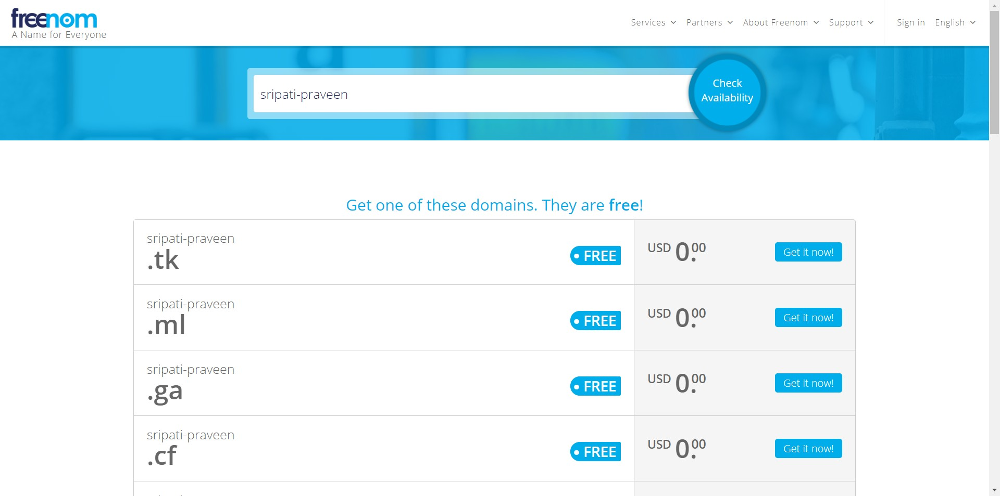 freenom
A Name for Everyone
Services
Partners
About Freenom
Support
Sign in
English
sripati-praveen
Check
Availability
Get one of these domains. They are free!
sripati-praveen
.tk
FREE
USD 0.00
Get it now!
sripati-praveen
.ml
FREE
USD 0.00
Get it now!
sripati-praveen
.ga
FREE
USD 0.00
Get it now!
sripati-praveen
.cf
FREE
USD 0.00
Get it now!